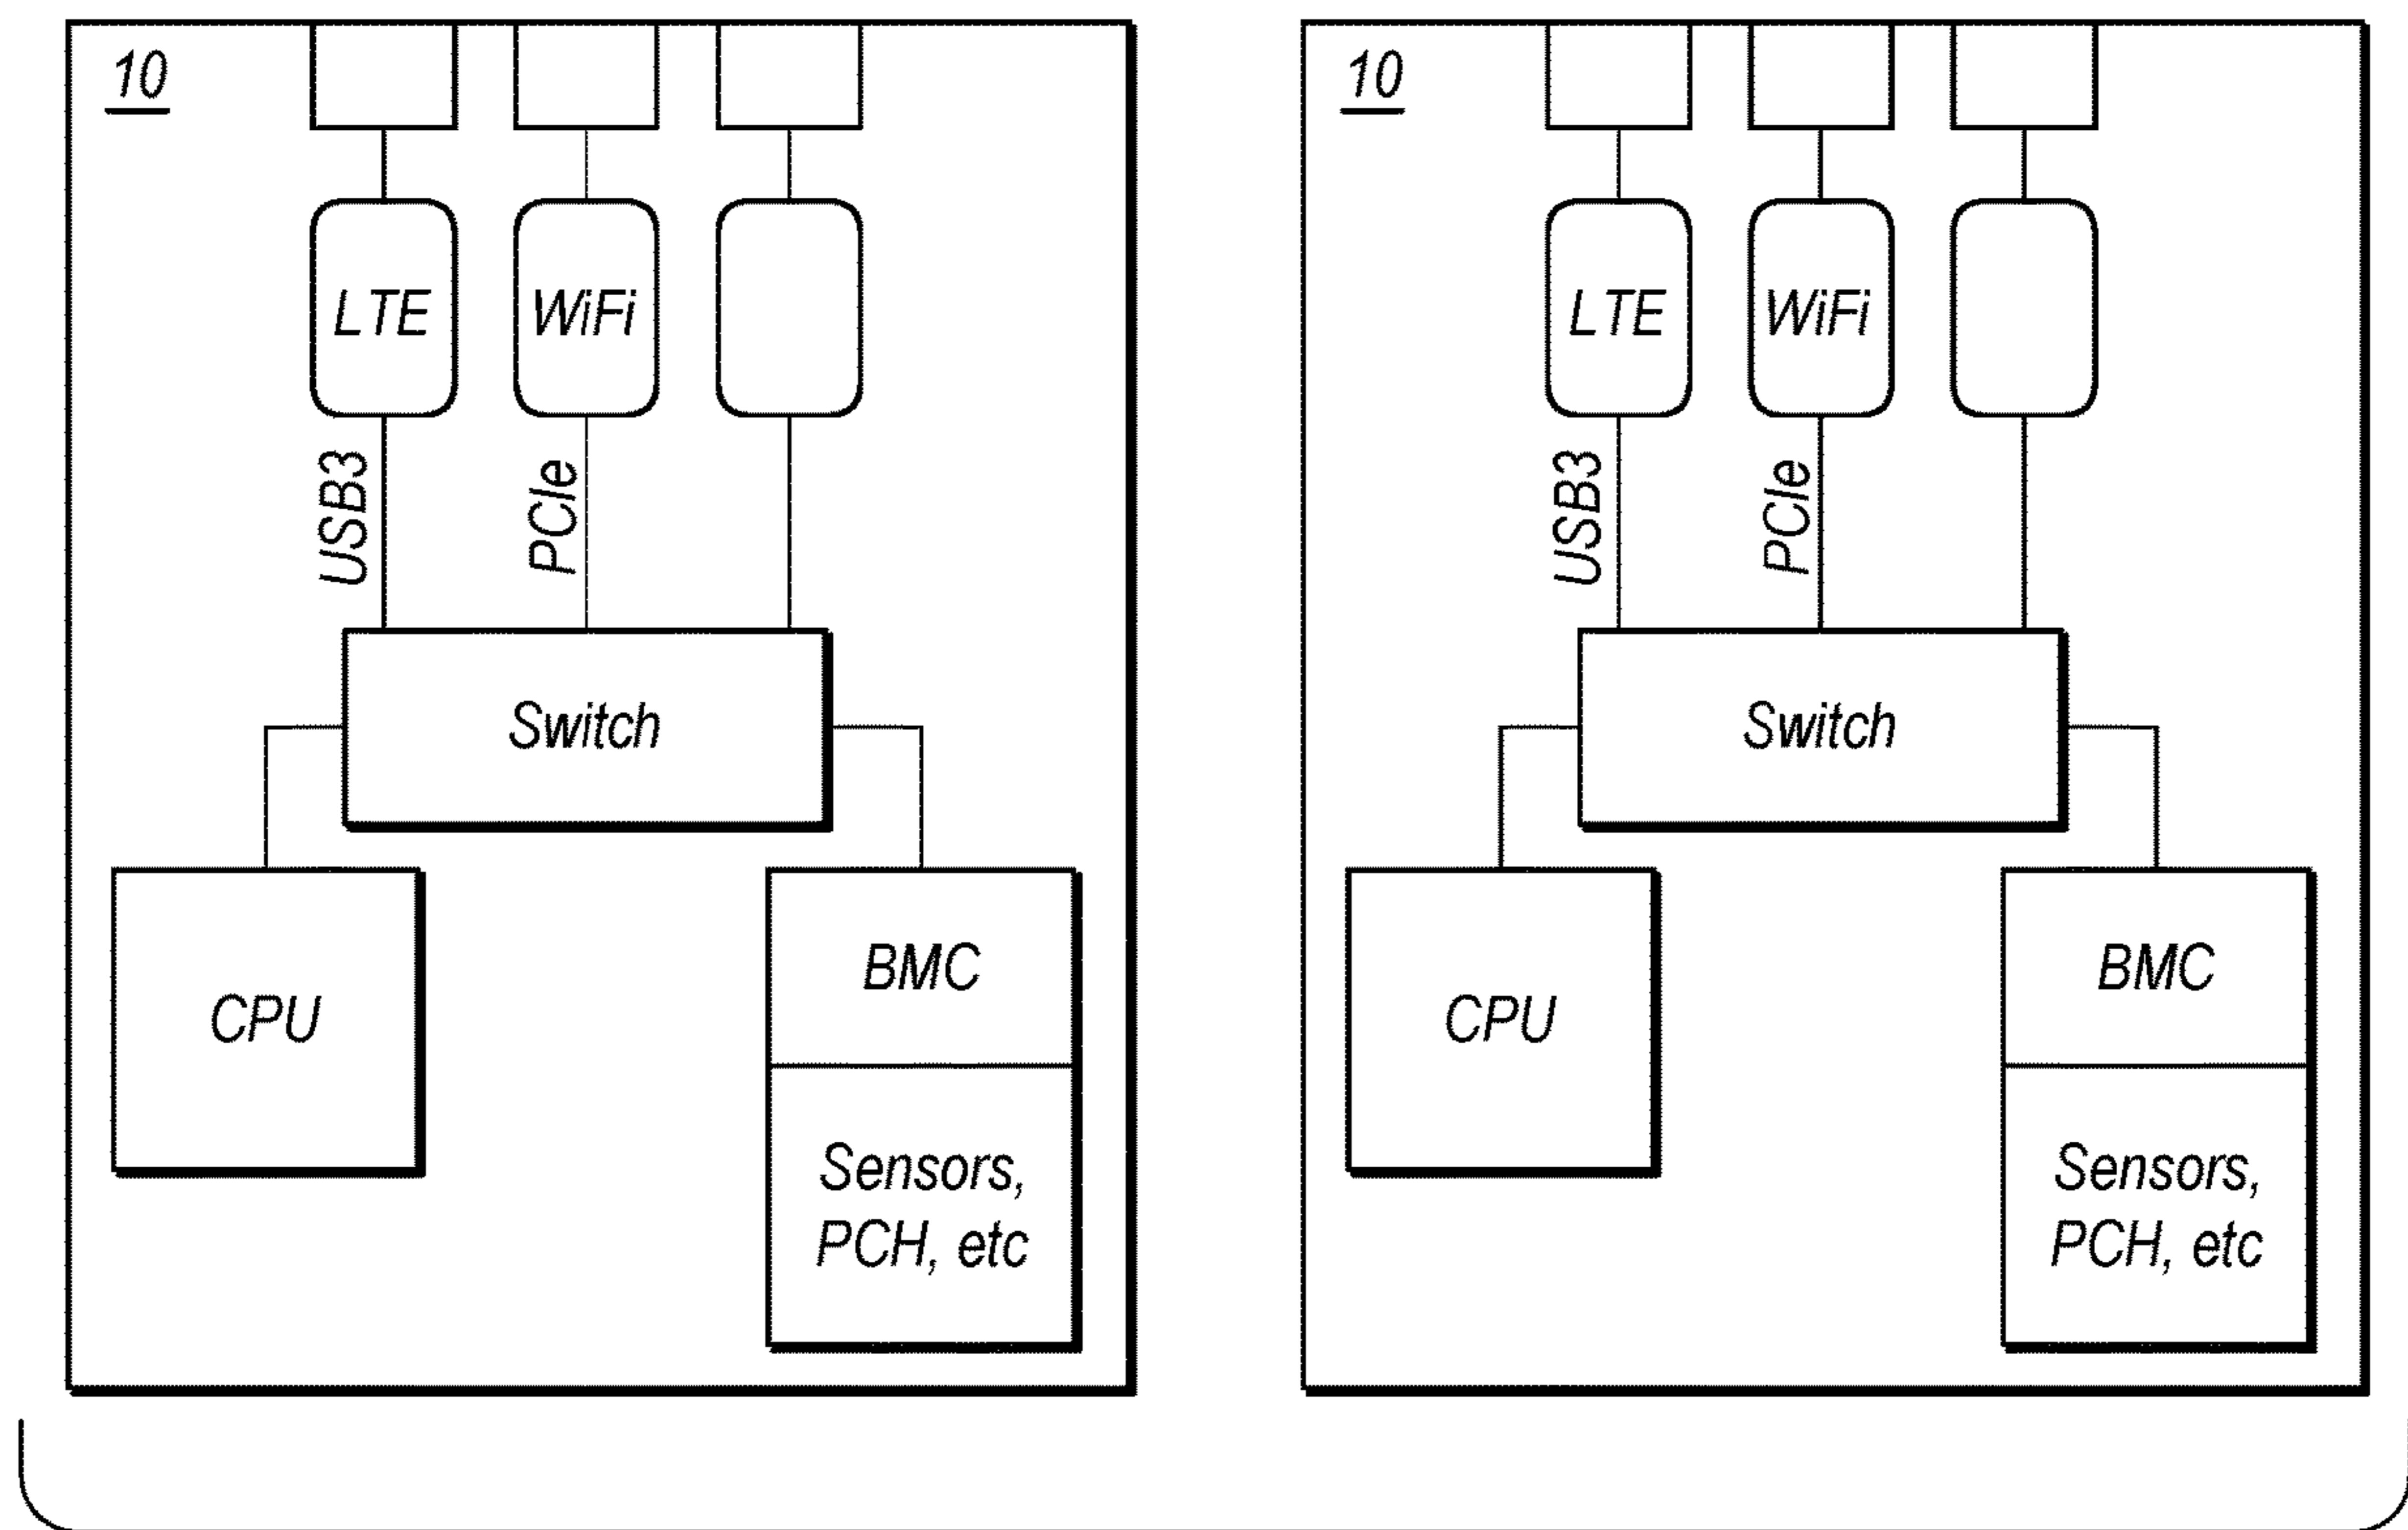 10
LTE
WiFi
USB3
PCIe
Switch
CPU
BMC
Sensors,
PCH, etc
10
LTE
WiFi
USB3
PCIe
Switch
CPU
BMC
Sensors,
PCH, etc